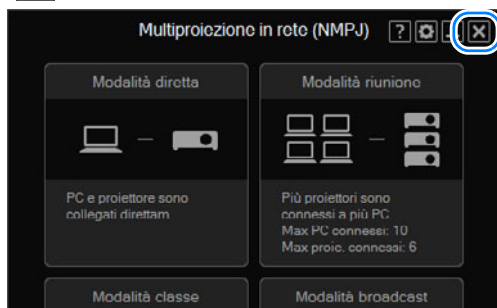 Multiproiezione in rete (NMPJ) ?
Modalità diretta
Modalità riunione
PC e proiettore sono
collegati direttam
Più proiettori sono
connessi a più PC
Max PC connessi: 10
Max proie. connessi: 6
Modalità classe
Modalità broadcast